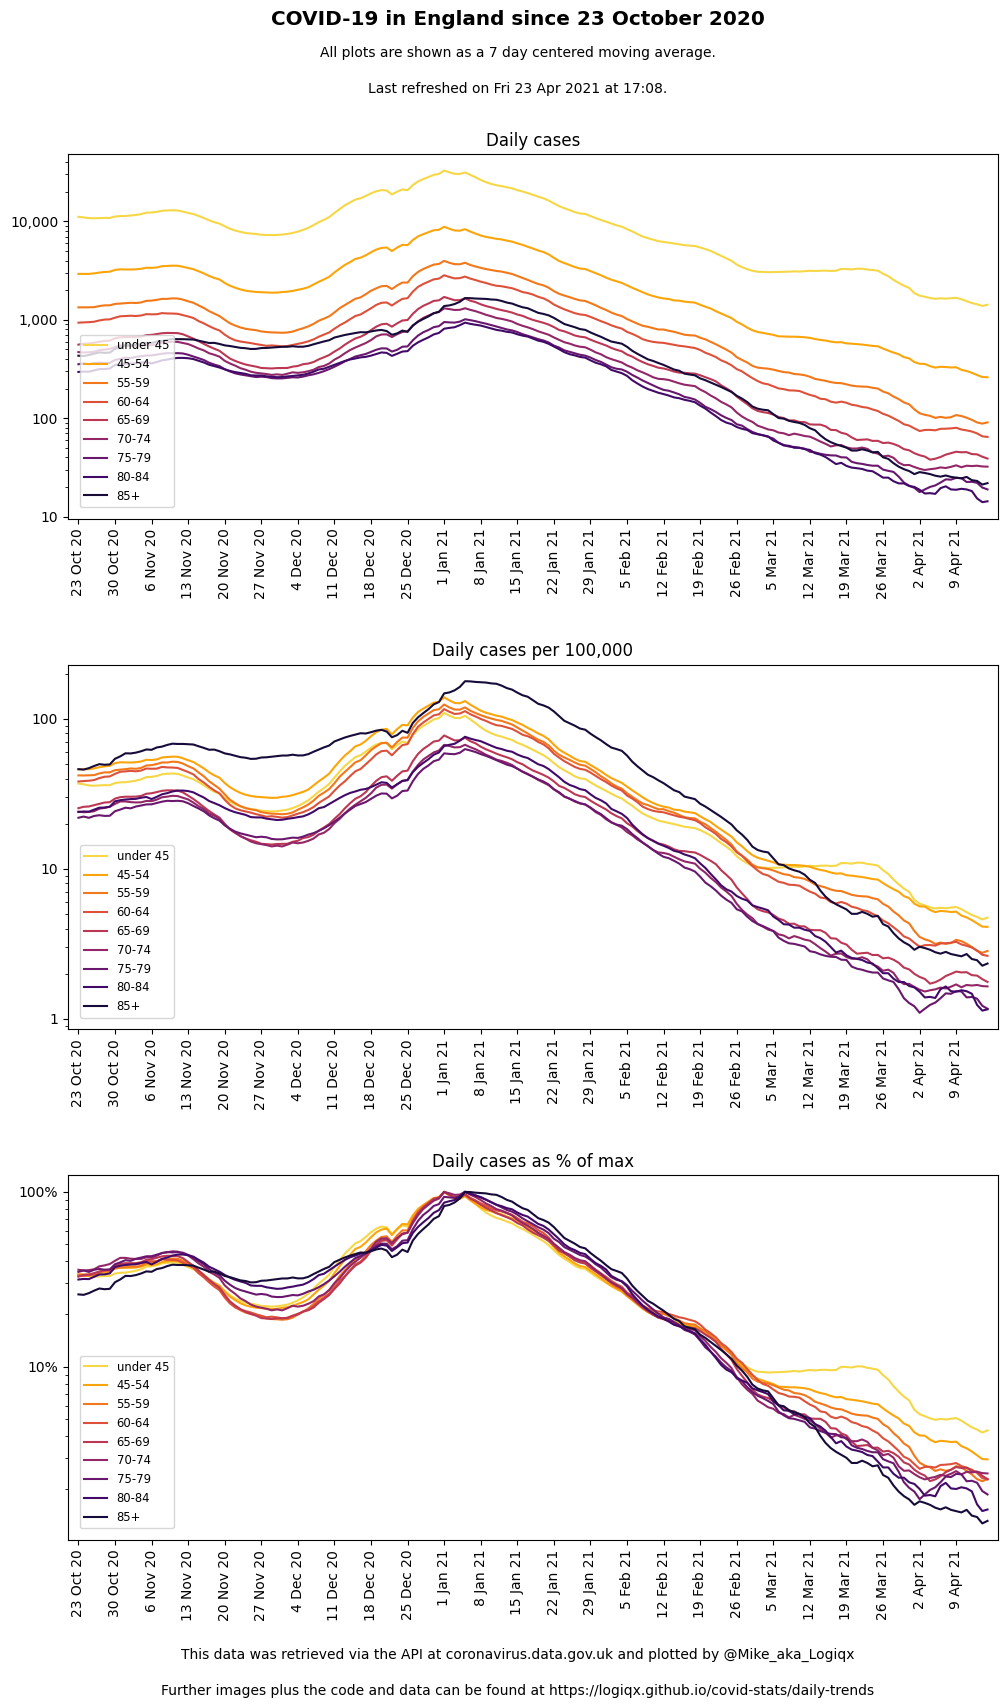 COVID-19 in England since 23 October 2020
All plots are shown as a 7 day centered moving average.
Last refreshed on Fri 23 Apr 2021 at 17:08.
Daily cases
10,000
1,000
100
10
under 45
45-54
55-59
60-64
65-69
70-74
75-79
80-84
85+
23 Oct 20
30 Oct 20
6 Nov 20
13 Nov 20
20 Nov 20
27 Nov 20
4 Dec 20
11 Dec 20
18 Dec 20
25 Dec 20
1 Jan 21
8 Jan 21
15 Jan 21
22 Jan 21
29 Jan 21
5 Feb 21
12 Feb 21
19 Feb 21
26 Feb 21
5 Mar 21
12 Mar 21
19 Mar 21
26 Mar 21
2 Apr 21
9 Apr 21
Daily cases per 100,000
100
10
1
under 45
45-54
55-59
60-64
65-69
70-74
75-79
80-84
85+
23 Oct 20
30 Oct 20
6 Nov 20
13 Nov 20
20 Nov 20
27 Nov 20
4 Dec 20
11 Dec 20
18 Dec 20
25 Dec 20
1 Jan 21
8 Jan 21
15 Jan 21
22 Jan 21
29 Jan 21
5 Feb 21
12 Feb 21
19 Feb 21
26 Feb 21
5 Mar 21
12 Mar 21
19 Mar 21
26 Mar 21
2 Apr 21
9 Apr 21
Daily cases as % of max
100%
10%
under 45
45-54
55-59
60-64
65-69
70-74
75-79
80-84
85+
23 Oct 20
30 Oct 20
6 Nov 20
13 Nov 20
20 Nov 20
27 Nov 20
4 Dec 20
11 Dec 20
18 Dec 20
25 Dec 20
1 Jan 21
8 Jan 21
15 Jan 21
22 Jan 21
29 Jan 21
5 Feb 21
12 Feb 21
19 Feb 21
26 Feb 21
5 Mar 21
12 Mar 21
19 Mar 21
26 Mar 21
2 Apr 21
9 Apr 21
This data was retrieved via the API at coronavirus.data.gov.uk and plotted by @Mike_aka_Logiqx
Further images plus the code and data can be found at https://logiqx.github.io/covid-stats/daily-trends